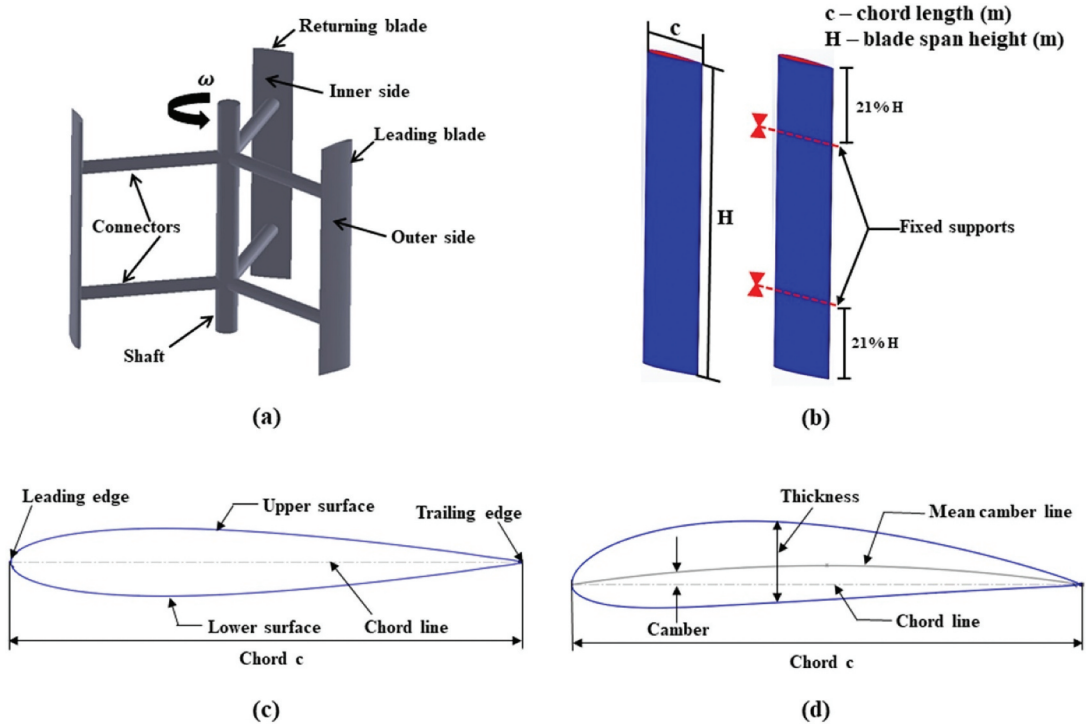 Returning blade
ω
Inner side
Leading blade
Connectors
Outer side
Shaft
(a)
c – chord length (m)
H – blade span height (m)
c
21% H
H
Fixed supports
21% H
(b)
Leading edge
Upper surface
Trailing edge
Lower surface
Chord line
Chord c
(c)
Thickness
Mean camber line
Camber
Chord line
Chord c
(d)